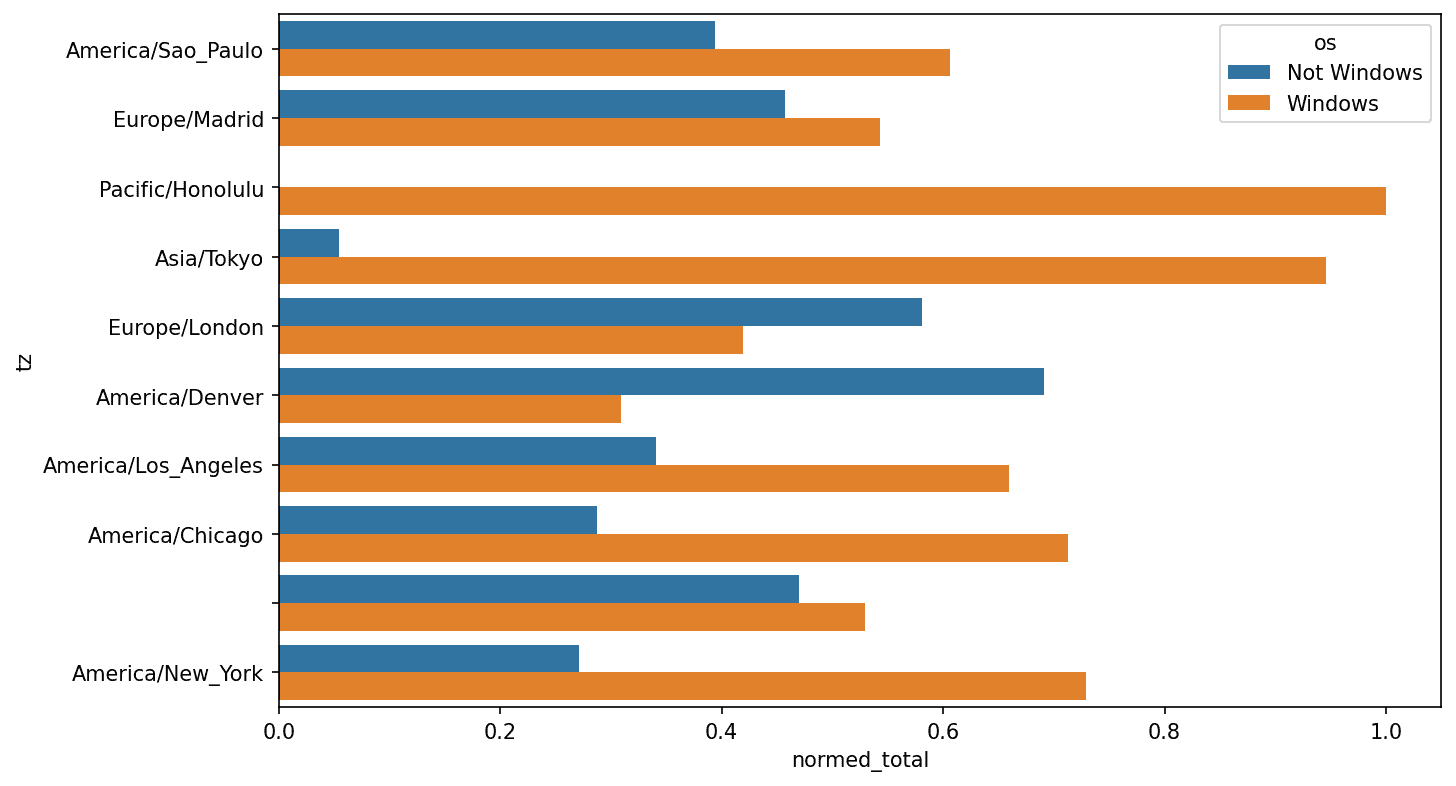 os
Not Windows
Windows
America/Sao_Paulo
Europe/Madrid
Pacific/Honolulu
Asia/Tokyo
Europe/London
America/Denver
America/Los_Angeles
America/Chicago
America/New_York
tz
0.0 0.2 0.4 0.6 0.8 1.0
normed_total